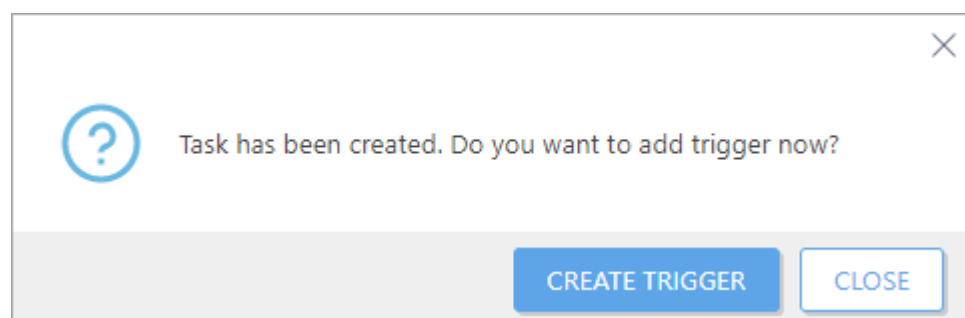 Task has been created. Do you want to add trigger now?
CREATE TRIGGER
CLOSE